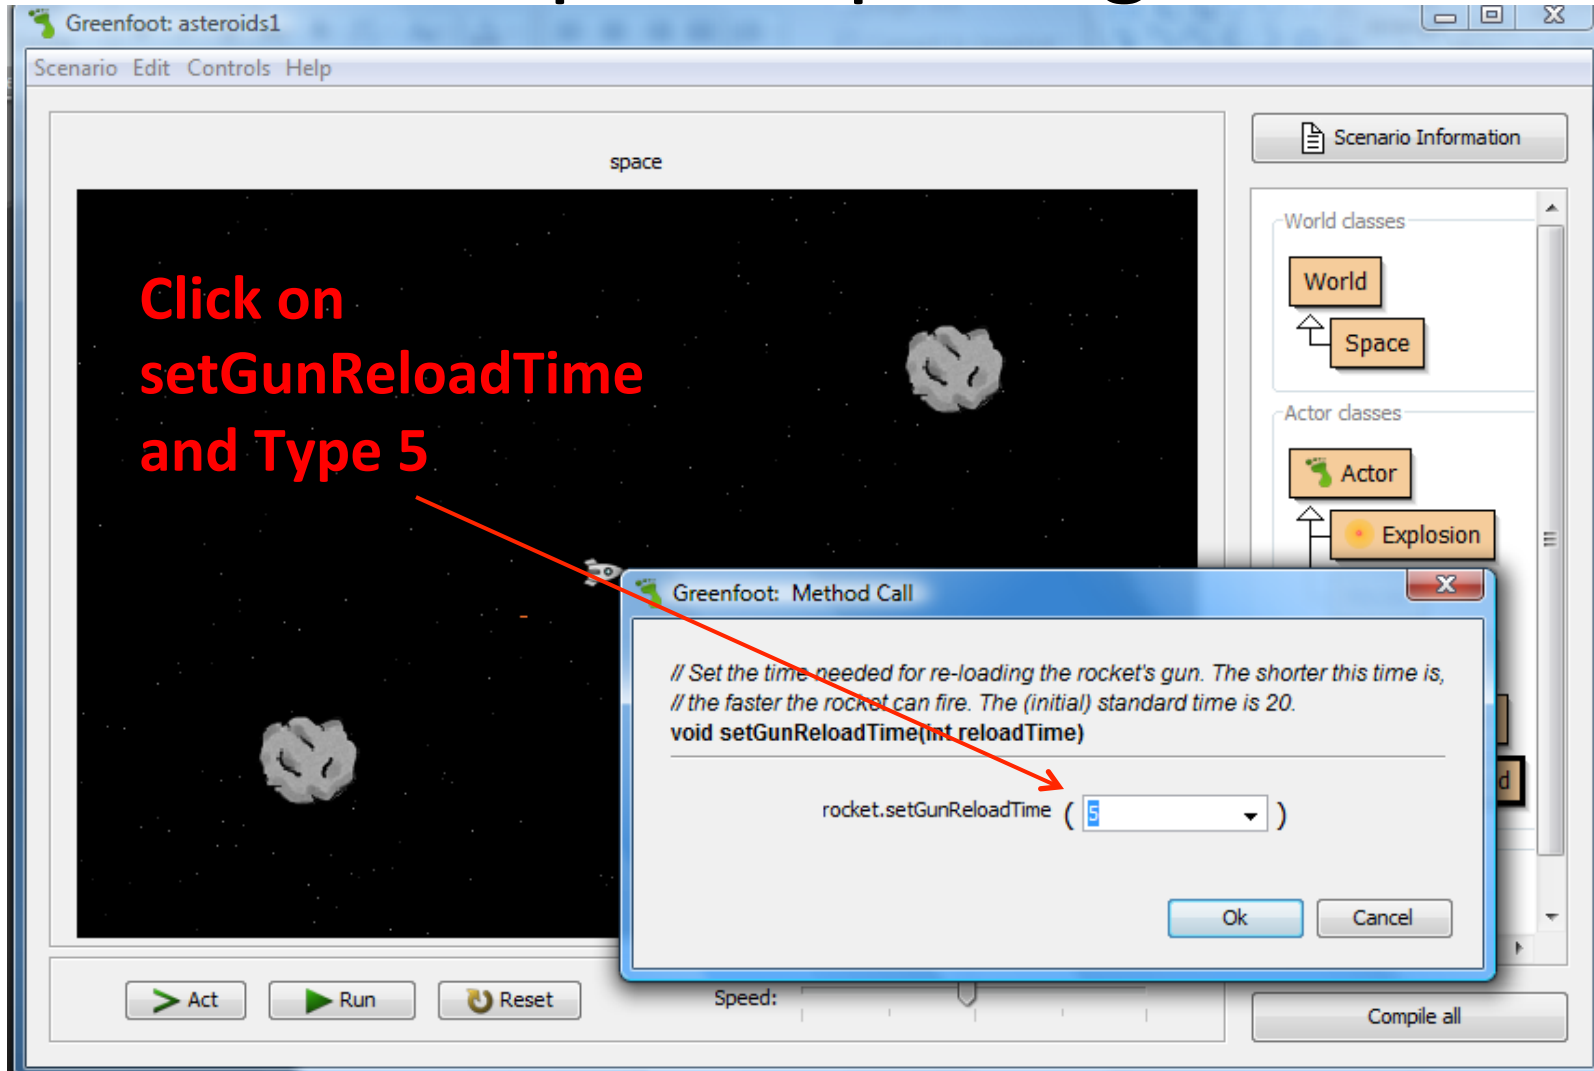 Greenfoot: asteroids1
Scenario Edit Controls Help
space
Scenario Information
World classes
World
Space
Click on
setGunReloadTime
and Type 5
Actor classes
Actor
Explosion
Greenfoot: Method Call
// Set the time needed for re-loading the rocket's gun. The shorter this time is,
// the faster the rocket can fire. The (initial) standard time is 20.
void setGunReloadTime(int reloadTime)
rocket.setGunReloadTime ( 5 )
d
Ok Cancel
Act Run Reset Speed:
Compile all